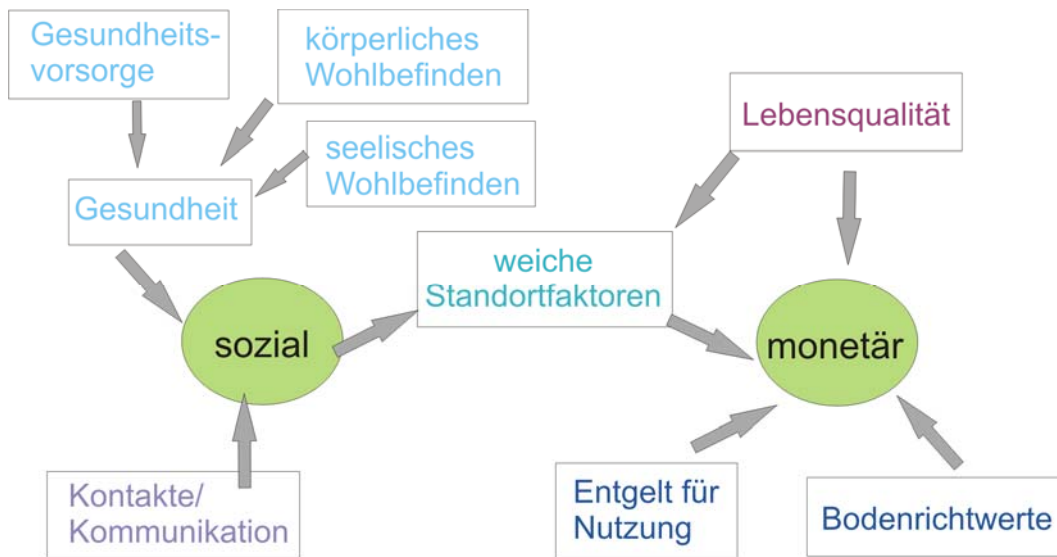 Gesundheits-
vorsorge
körperliches
Wohlbefinden
seelisches
Wohlbefinden
Lebensqualität
Gesundheit
weiche
Standortfaktoren
sozial
monetär
Kontakte/
Kommunikation
Entgelt für
Nutzung
Bodenrichtwerte